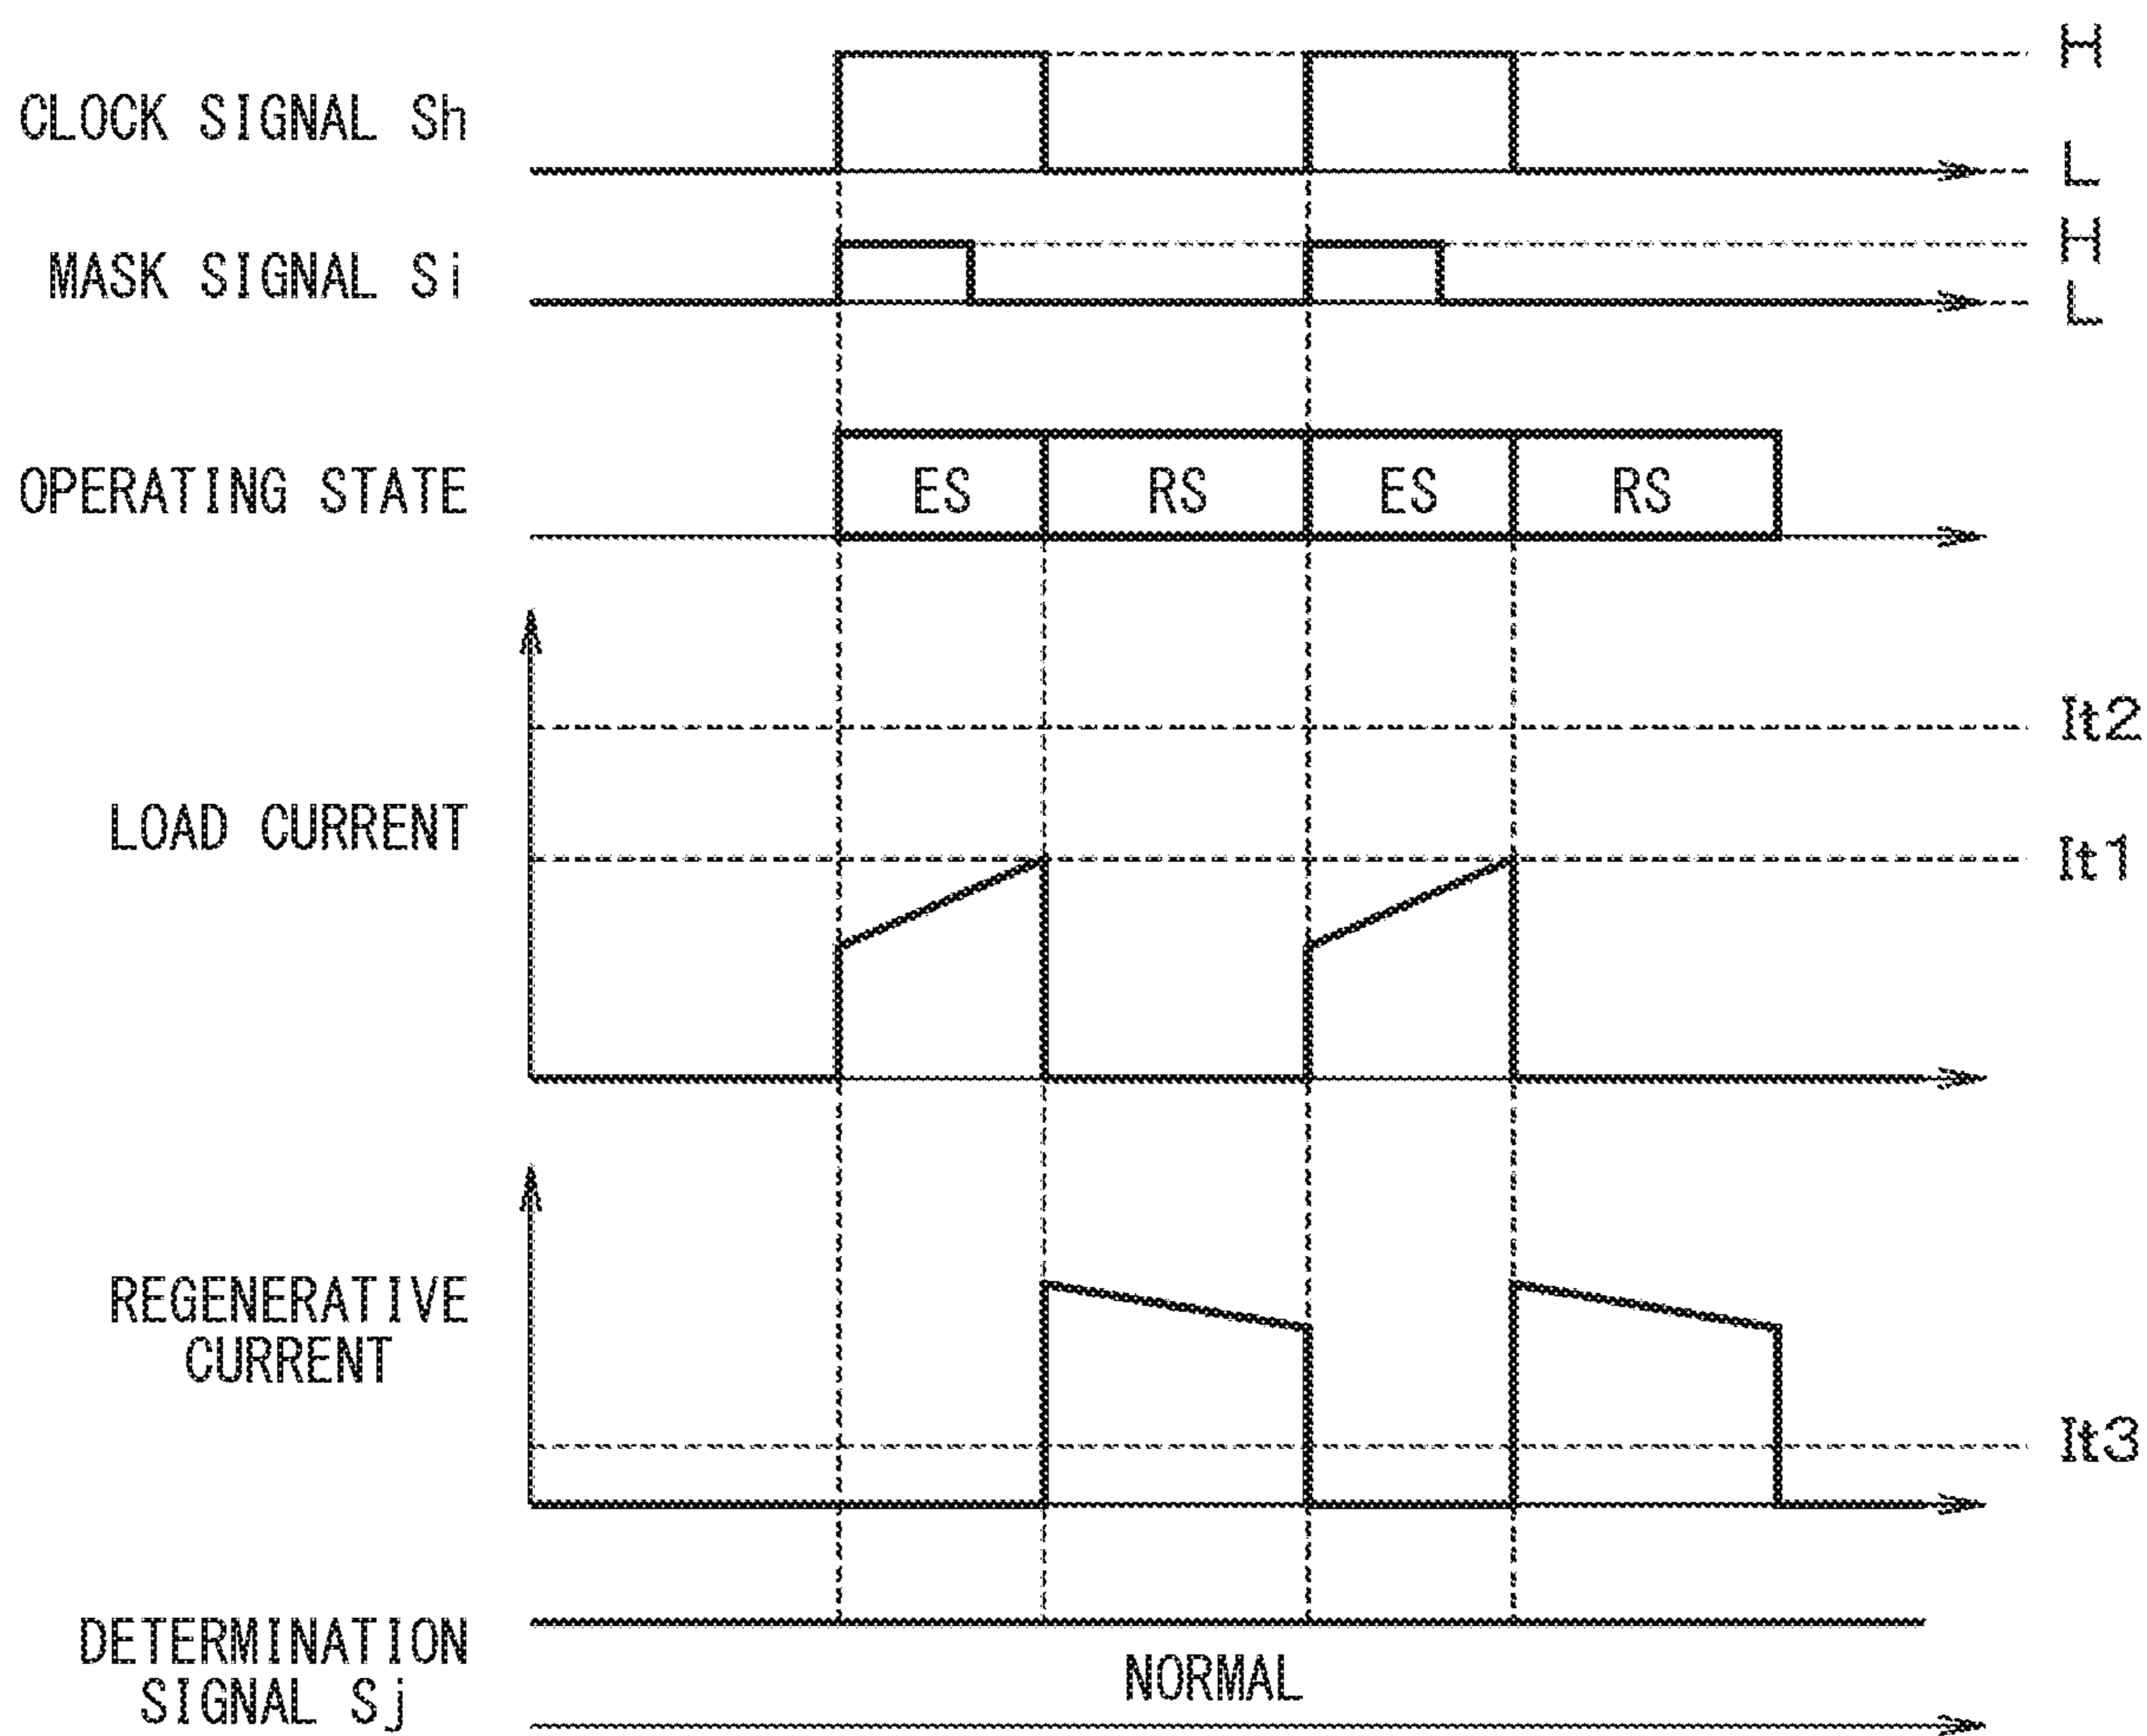 CLOCK SIGNAL Sh
H
L
MASK SIGNAL Si
H
L
OPERATING STATE
ES
RS
ES
RS
LOAD CURRENT
It2
It1
REGENERATIVE
CURRENT
It3
DETERMINATION
SIGNAL Sj
NORMAL